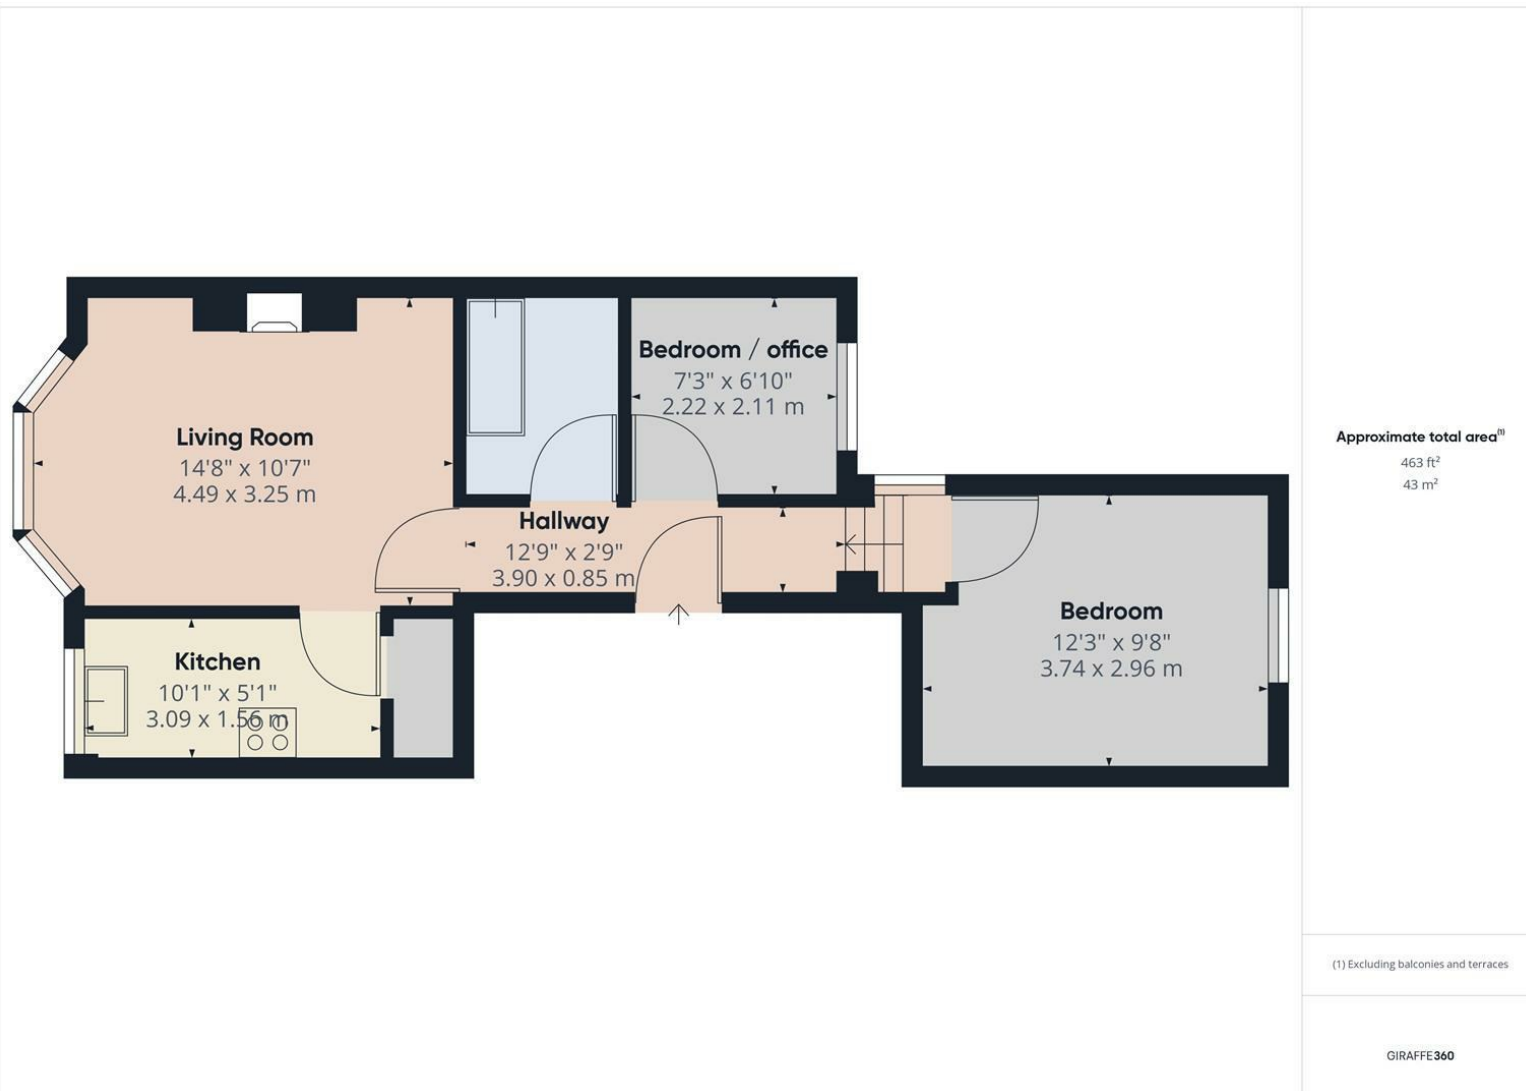 Living Room
14'8" x 10'7"
4.49 x 3.25 m
Bedroom / office
7'3" x 6'10"
2.22 x 2.11 m
Hallway
12'9" x 2'9"
3.90 x 0.85 m
Kitchen
10'1" x 5'1"
3.09 x 1.56 m
Bedroom
12'3" x 9'8"
3.74 x 2.96 m
Approximate total area(1)
463 ft²
43 m²
(1) Excluding balconies and terraces
GIRAFFE360